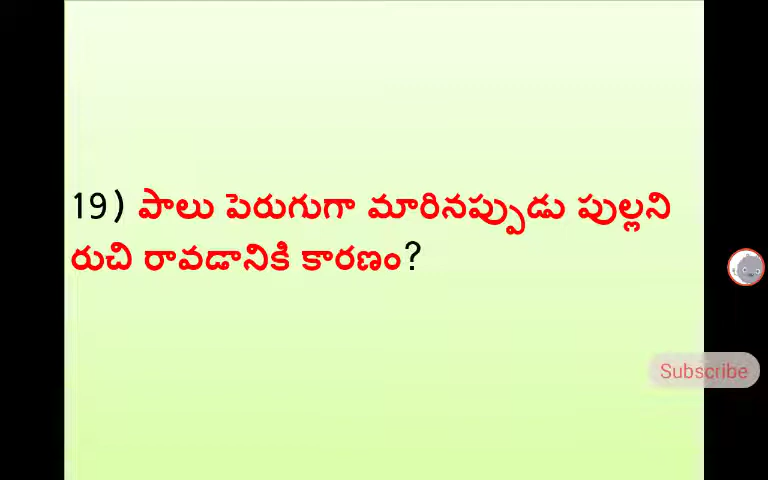 19) పాలు పెరుగుగా మారినప్పుడు పుల్లని
రుచి రావడానికి కారణం?
Subscribe